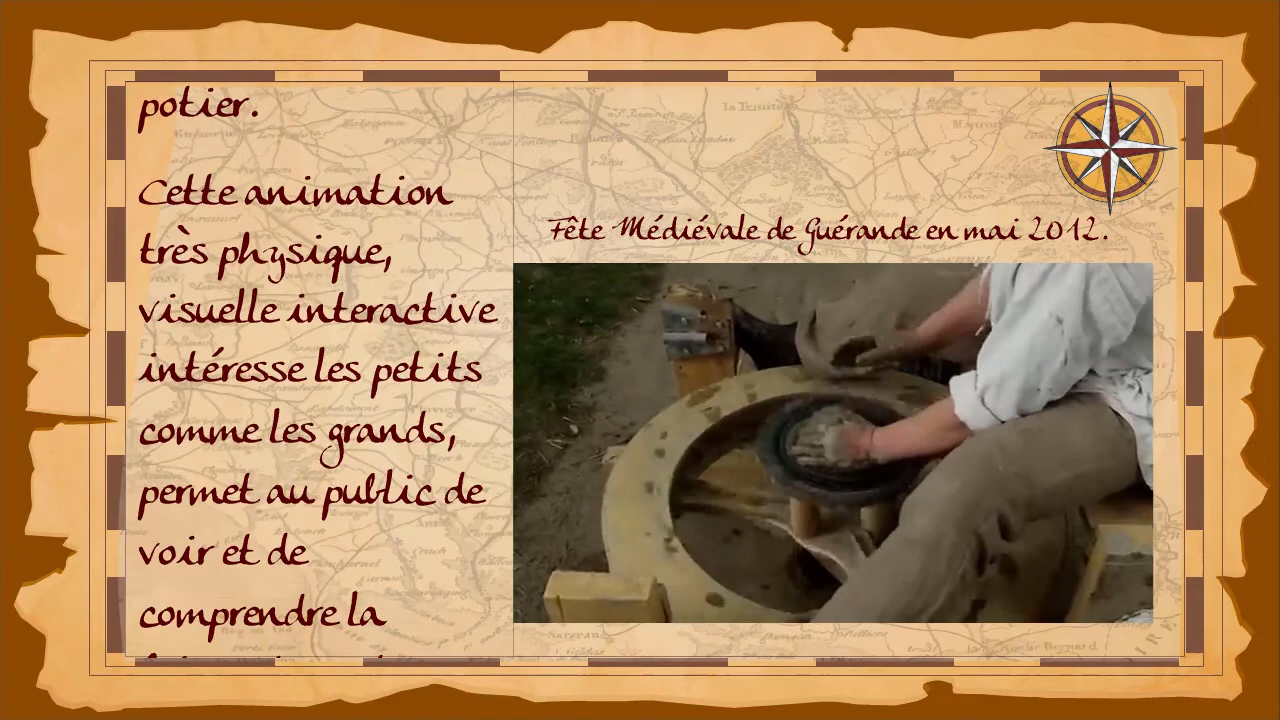 potier.
Cette animation
très physique,
visuelle interactive
intéresse les petits
comme les grands,
permet au public de
voir et de
comprendre la
Fête Médiévale de Guérande en mai 2012.